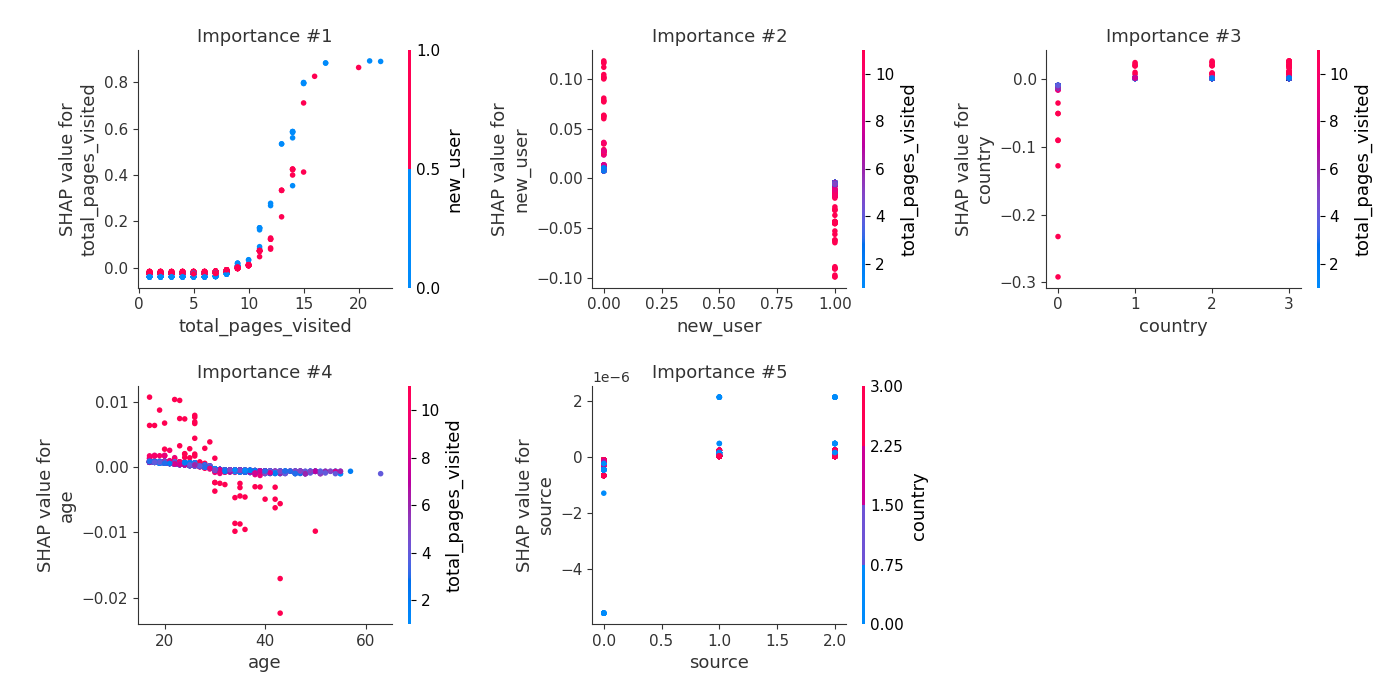 Importance #1
SHAP value for
total_pages_visited
0.0
0.2
0.4
0.6
0.8
0
5
10
15
20
total_pages_visited
1.0
0.5
0.0
new_user
Importance #2
SHAP value for
new_user
0.10
0.05
0.00
−0.05
−0.10
0.00
0.25
0.50
0.75
1.00
new_user
10
8
6
4
2
total_pages_visited
Importance #3
SHAP value for
country
0.0
−0.1
−0.2
−0.3
0
1
2
3
country
10
8
6
4
2
total_pages_visited
Importance #4
SHAP value for
age
0.01
0.00
−0.01
−0.02
20
40
60
age
10
8
6
4
2
total_pages_visited
Importance #5
1e−6
SHAP value for
source
2
0
−2
−4
0.0
0.5
1.0
1.5
2.0
source
3.00
2.25
1.50
0.75
0.00
country